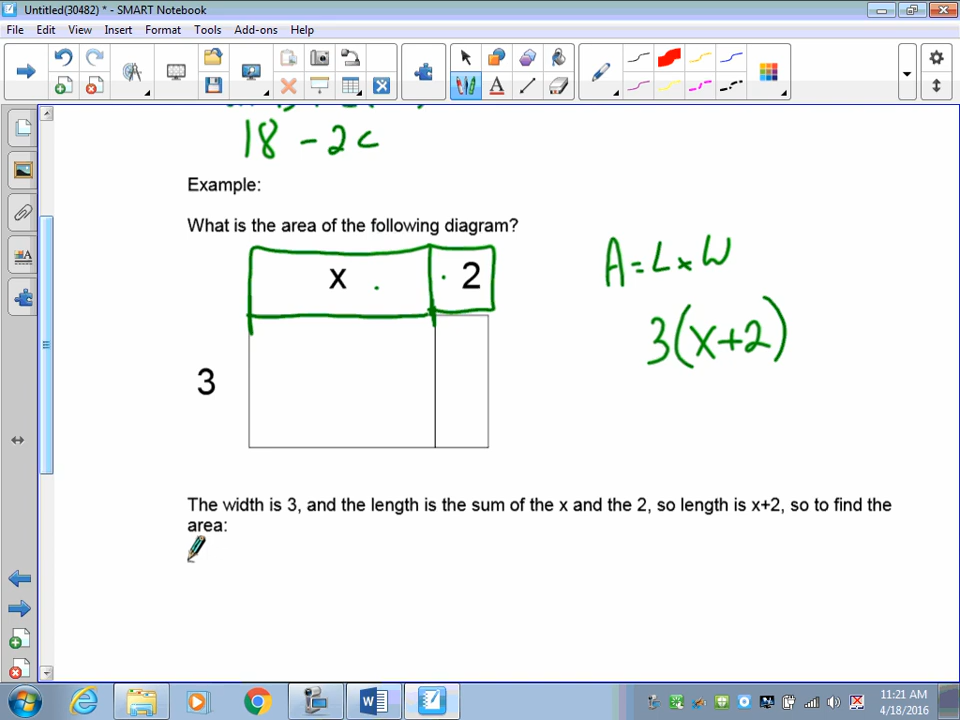 Untitled(30482) * - SMART Notebook
File Edit View Insert Format Tools Add-ons Help
18 - 2c
Example:
What is the area of the following diagram?
x 2
A = L x W
3(x+2)
3
The width is 3, and the length is the sum of the x and the 2, so length is x+2, so to find the
area:
11:21 AM
4/18/2016